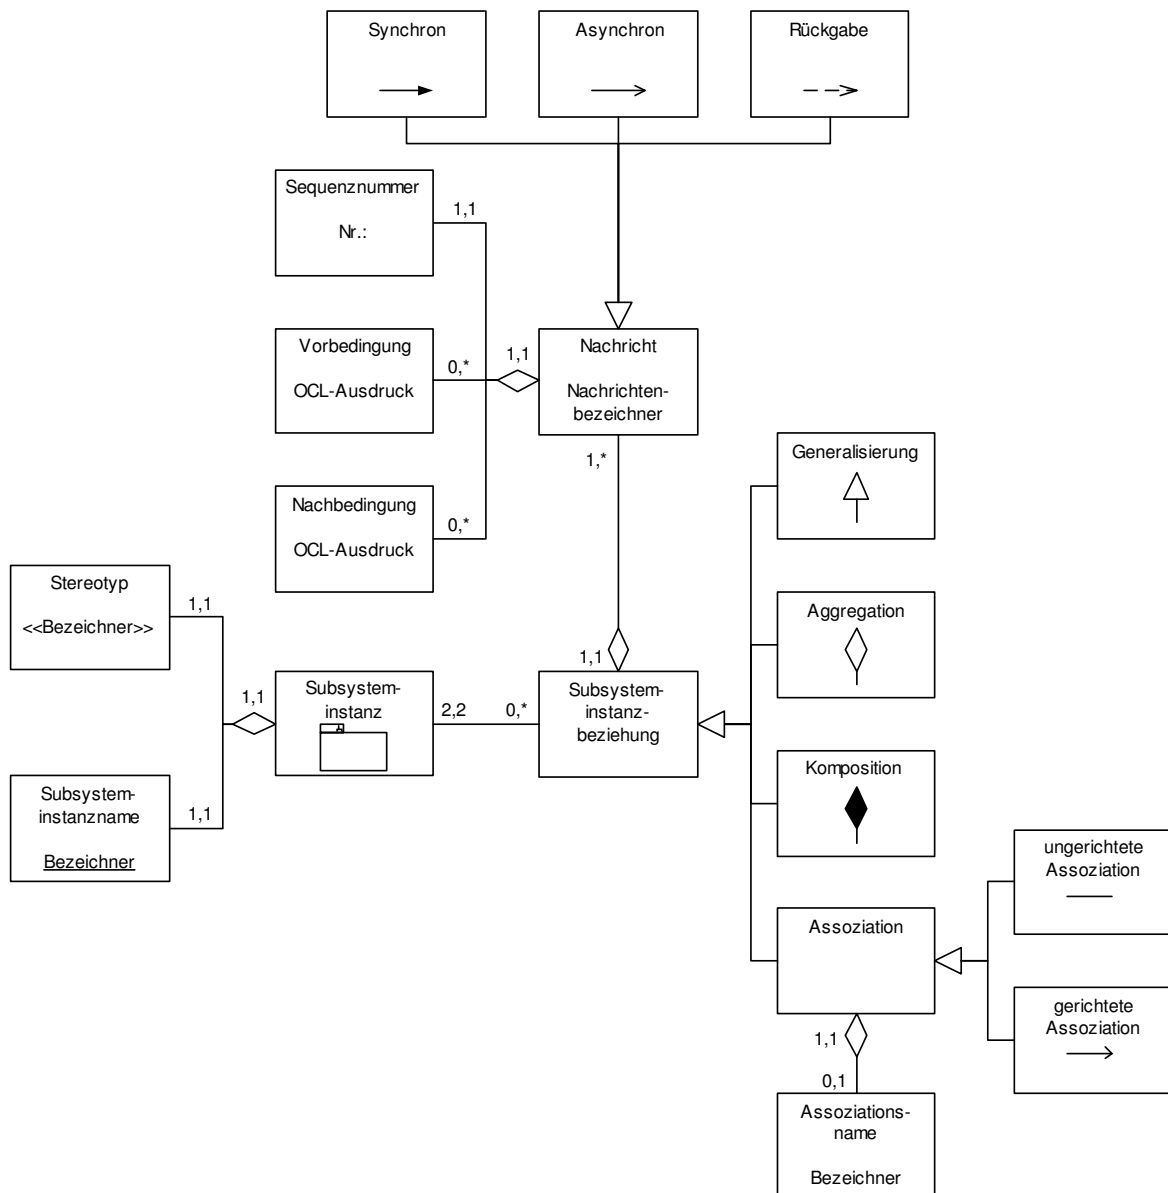 Synchron
Asynchron
Rückgabe
Sequenznummer
Nr.:
1,1
Vorbedingung
OCL-Ausdruck
0,*
1,1
Nachricht
Nachrichten-
bezeichner
1,*
Nachbedingung
OCL-Ausdruck
0,*
Generalisierung
Stereotyp
<<Bezeichner>>
1,1
Aggregation
1,1
Subsystem-
instanz
2,2
0,*
1,1
Subsystem-
instanz-
beziehung
Subsystem-
instanzname
Bezeichner
1,1
Komposition
ungerichtete
Assoziation
Assoziation
gerichtete
Assoziation
1,1
0,1
Assoziations-
name
Bezeichner